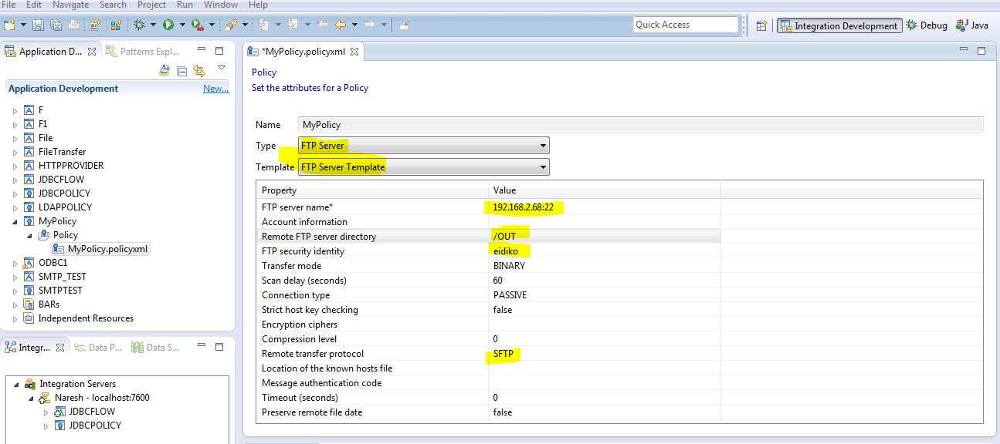 File Edit Navigate Search Project Run Window Help
Quick Access
Integration Development
Debug
Java
Application D...
Patterns Expl...
Application Development
New...
F
F1
File
FileTransfer
HTTPPROVIDER
JDBCFLOW
JDBCPOLICY
LDAPPOLICY
MyPolicy
Policy
MyPolicy.policyxml
ODBC1
SMTP_TEST
SMTPTEST
BARs
Independent Resources
Integr...
Data P...
Data S...
Integration Servers
Naresh - localhost:7600
JDBCFLOW
JDBCPOLICY
*MyPolicy.policyxml
Policy
Set the attributes for a Policy
Name MyPolicy
Type FTP Server
Template FTP Server Template
Property Value
FTP server name* 192.168.2.68:22
Account information
Remote FTP server directory /OUT
FTP security identity eidiko
Transfer mode BINARY
Scan delay (seconds) 60
Connection type PASSIVE
Strict host key checking false
Encryption ciphers
Compression level 0
Remote transfer protocol SFTP
Location of the known hosts file
Message authentication code
Timeout (seconds) 0
Preserve remote file date false